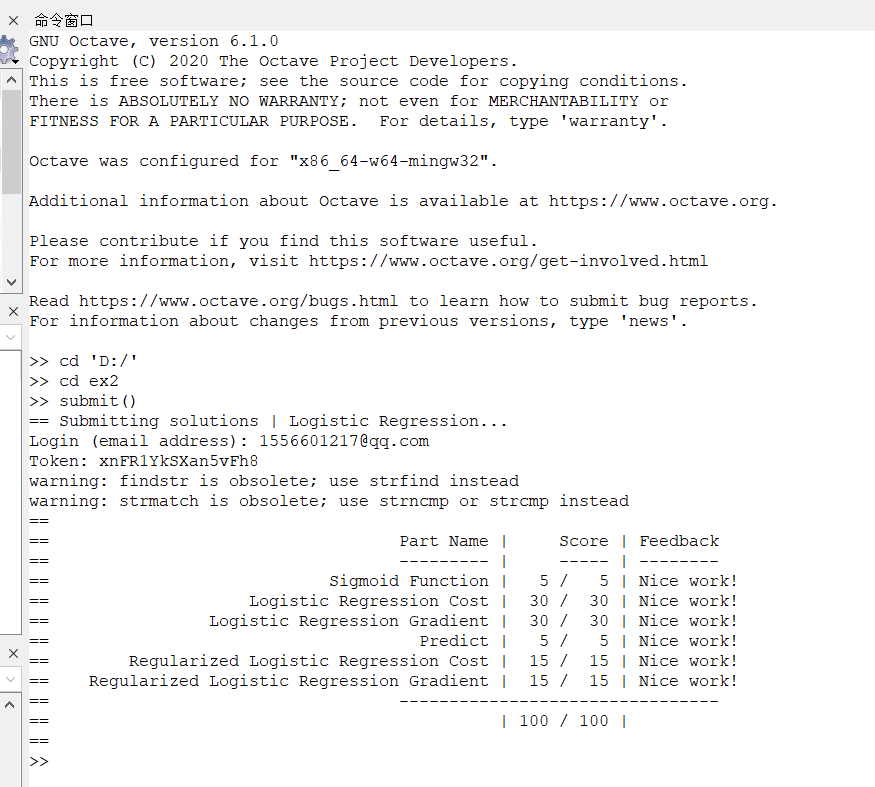 命令窗口
GNU Octave, version 6.1.0
Copyright (C) 2020 The Octave Project Developers.
This is free software; see the source code for copying conditions.
There is ABSOLUTELY NO WARRANTY; not even for MERCHANTABILITY or
FITNESS FOR A PARTICULAR PURPOSE.  For details, type 'warranty'.
Octave was configured for "x86_64-w64-mingw32".
Additional information about Octave is available at https://www.octave.org.
Please contribute if you find this software useful.
For more information, visit https://www.octave.org/get-involved.html
Read https://www.octave.org/bugs.html to learn how to submit bug reports.
For information about changes from previous versions, type 'news'.
>> cd 'D:/'
>> cd ex2
>> submit()
== Submitting solutions | Logistic Regression...
Login (email address): 1556601217@qq.com
Token: xnFR1YkSXan5vFh8
warning: findstr is obsolete; use strfind instead
warning: strmatch is obsolete; use strncmp or strcmp instead
==
==                                   Part Name |     Score | Feedback
==                                   --------- |     ----- | --------
==                            Sigmoid Function |   5 /   5 | Nice work!
==                    Logistic Regression Cost |  30 /  30 | Nice work!
==                Logistic Regression Gradient |  30 /  30 | Nice work!
==                                     Predict |   5 /   5 | Nice work!
==        Regularized Logistic Regression Cost |  15 /  15 | Nice work!
==    Regularized Logistic Regression Gradient |  15 /  15 | Nice work!
==                                   --------------------------------
==                                             | 100 / 100 |
==
>>